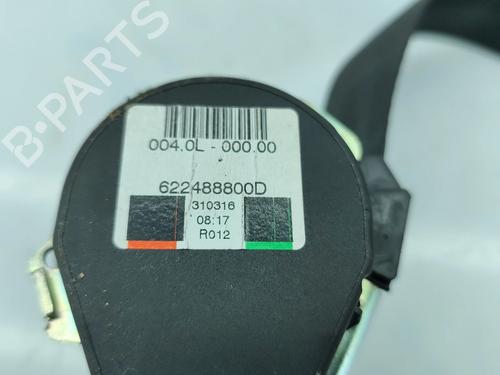 B-PARTS
004.0L - 000.00
622488800D
310316
08:17
R012